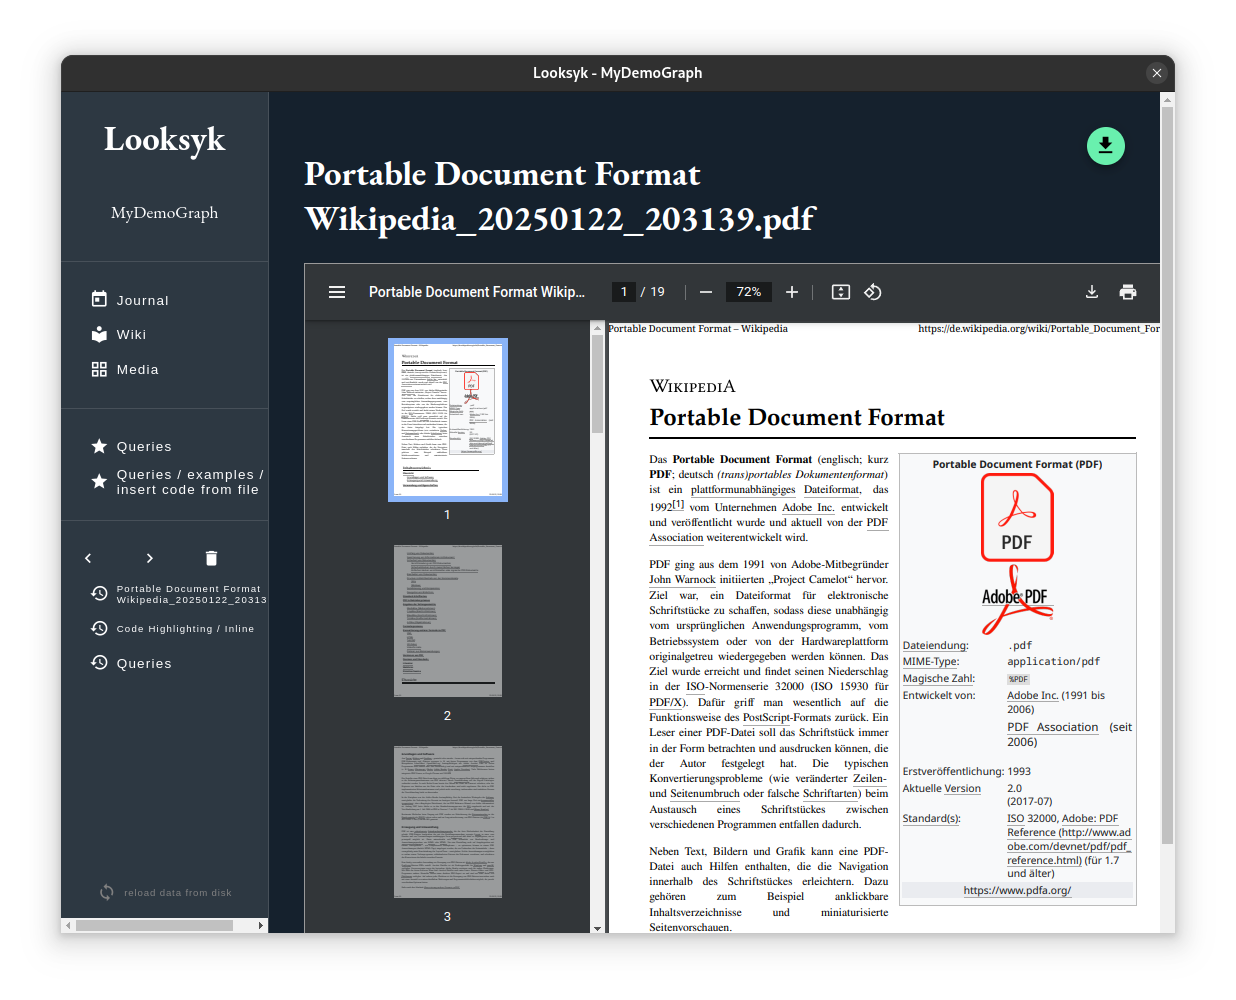 Looksyk - MyDemoGraph
Looksyk
MyDemoGraph
Journal
Wiki
Media
Queries
Queries / examples /
insert code from file
Portable Document Format
Wikipedia_20250122_20313
Code Highlighting / Inline
Queries
reload data from disk
Portable Document Format
Wikipedia_20250122_203139.pdf
Portable Document Format Wikip...
1 / 19
72%
1
2
3
Portable Document Format – Wikipedia
https://de.wikipedia.org/wiki/Portable_Document_For
WIKIPEDIA
Portable Document Format
Das Portable Document Format (englisch; kurz
PDF; deutsch (trans)portables Dokumentenformat)
ist ein plattformunabhängiges Dateiformat, das
1992[1] vom Unternehmen Adobe Inc. entwickelt
und veröffentlicht wurde und aktuell von der PDF
Association weiterentwickelt wird.
PDF ging aus dem 1991 von Adobe-Mitbegründer
John Warnock initiierten „Project Camelot“ hervor.
Ziel war, ein Dateiformat für elektronische
Schriftstücke zu schaffen, sodass diese unabhängig
vom ursprünglichen Anwendungsprogramm, vom
Betriebssystem oder von der Hardwareplattform
originalgetreu wiedergegeben werden können. Das
Ziel wurde erreicht und findet seinen Niederschlag
in der ISO-Normenserie 32000 (ISO 15930 für
PDF/X). Dafür griff man wesentlich auf die
Funktionsweise des PostScript-Formats zurück. Ein
Leser einer PDF-Datei soll das Schriftstück immer
in der Form betrachten und ausdrucken können, die
der Autor festgelegt hat. Die typischen
Konvertierungsprobleme (wie veränderter Zeilen-
und Seitenumbruch oder falsche Schriftarten) beim
Austausch eines Schriftstückes zwischen
verschiedenen Programmen entfallen dadurch.
Neben Text, Bildern und Grafik kann eine PDF-
Datei auch Hilfen enthalten, die die Navigation
innerhalb des Schriftstückes erleichtern. Dazu
gehören zum Beispiel anklickbare
Inhaltsverzeichnisse und miniaturisierte
Seitenvorschauen.
Portable Document Format (PDF)
PDF
Adobe PDF
Dateiendung: .pdf
MIME-Type: application/pdf
Magische Zahl: %PDF
Entwickelt von: Adobe Inc. (1991 bis
2006)
PDF Association (seit
2006)
Erstveröffentlichung: 1993
Aktuelle Version 2.0
(2017-07)
Standard(s): ISO 32000, Adobe: PDF
Reference (http://www.ad
obe.com/devnet/pdf/pdf_
reference.html) (für 1.7
und älter)
https://www.pdfa.org/